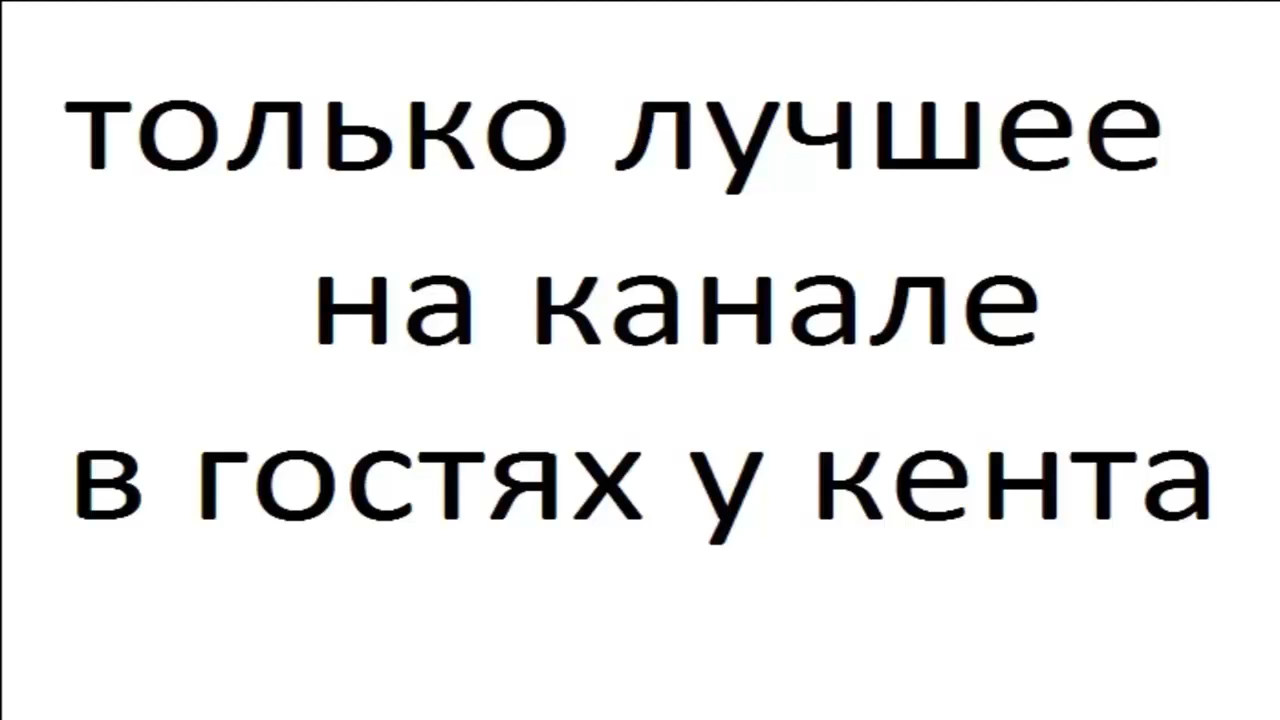 только лучшее
на канале
в гостях у кента